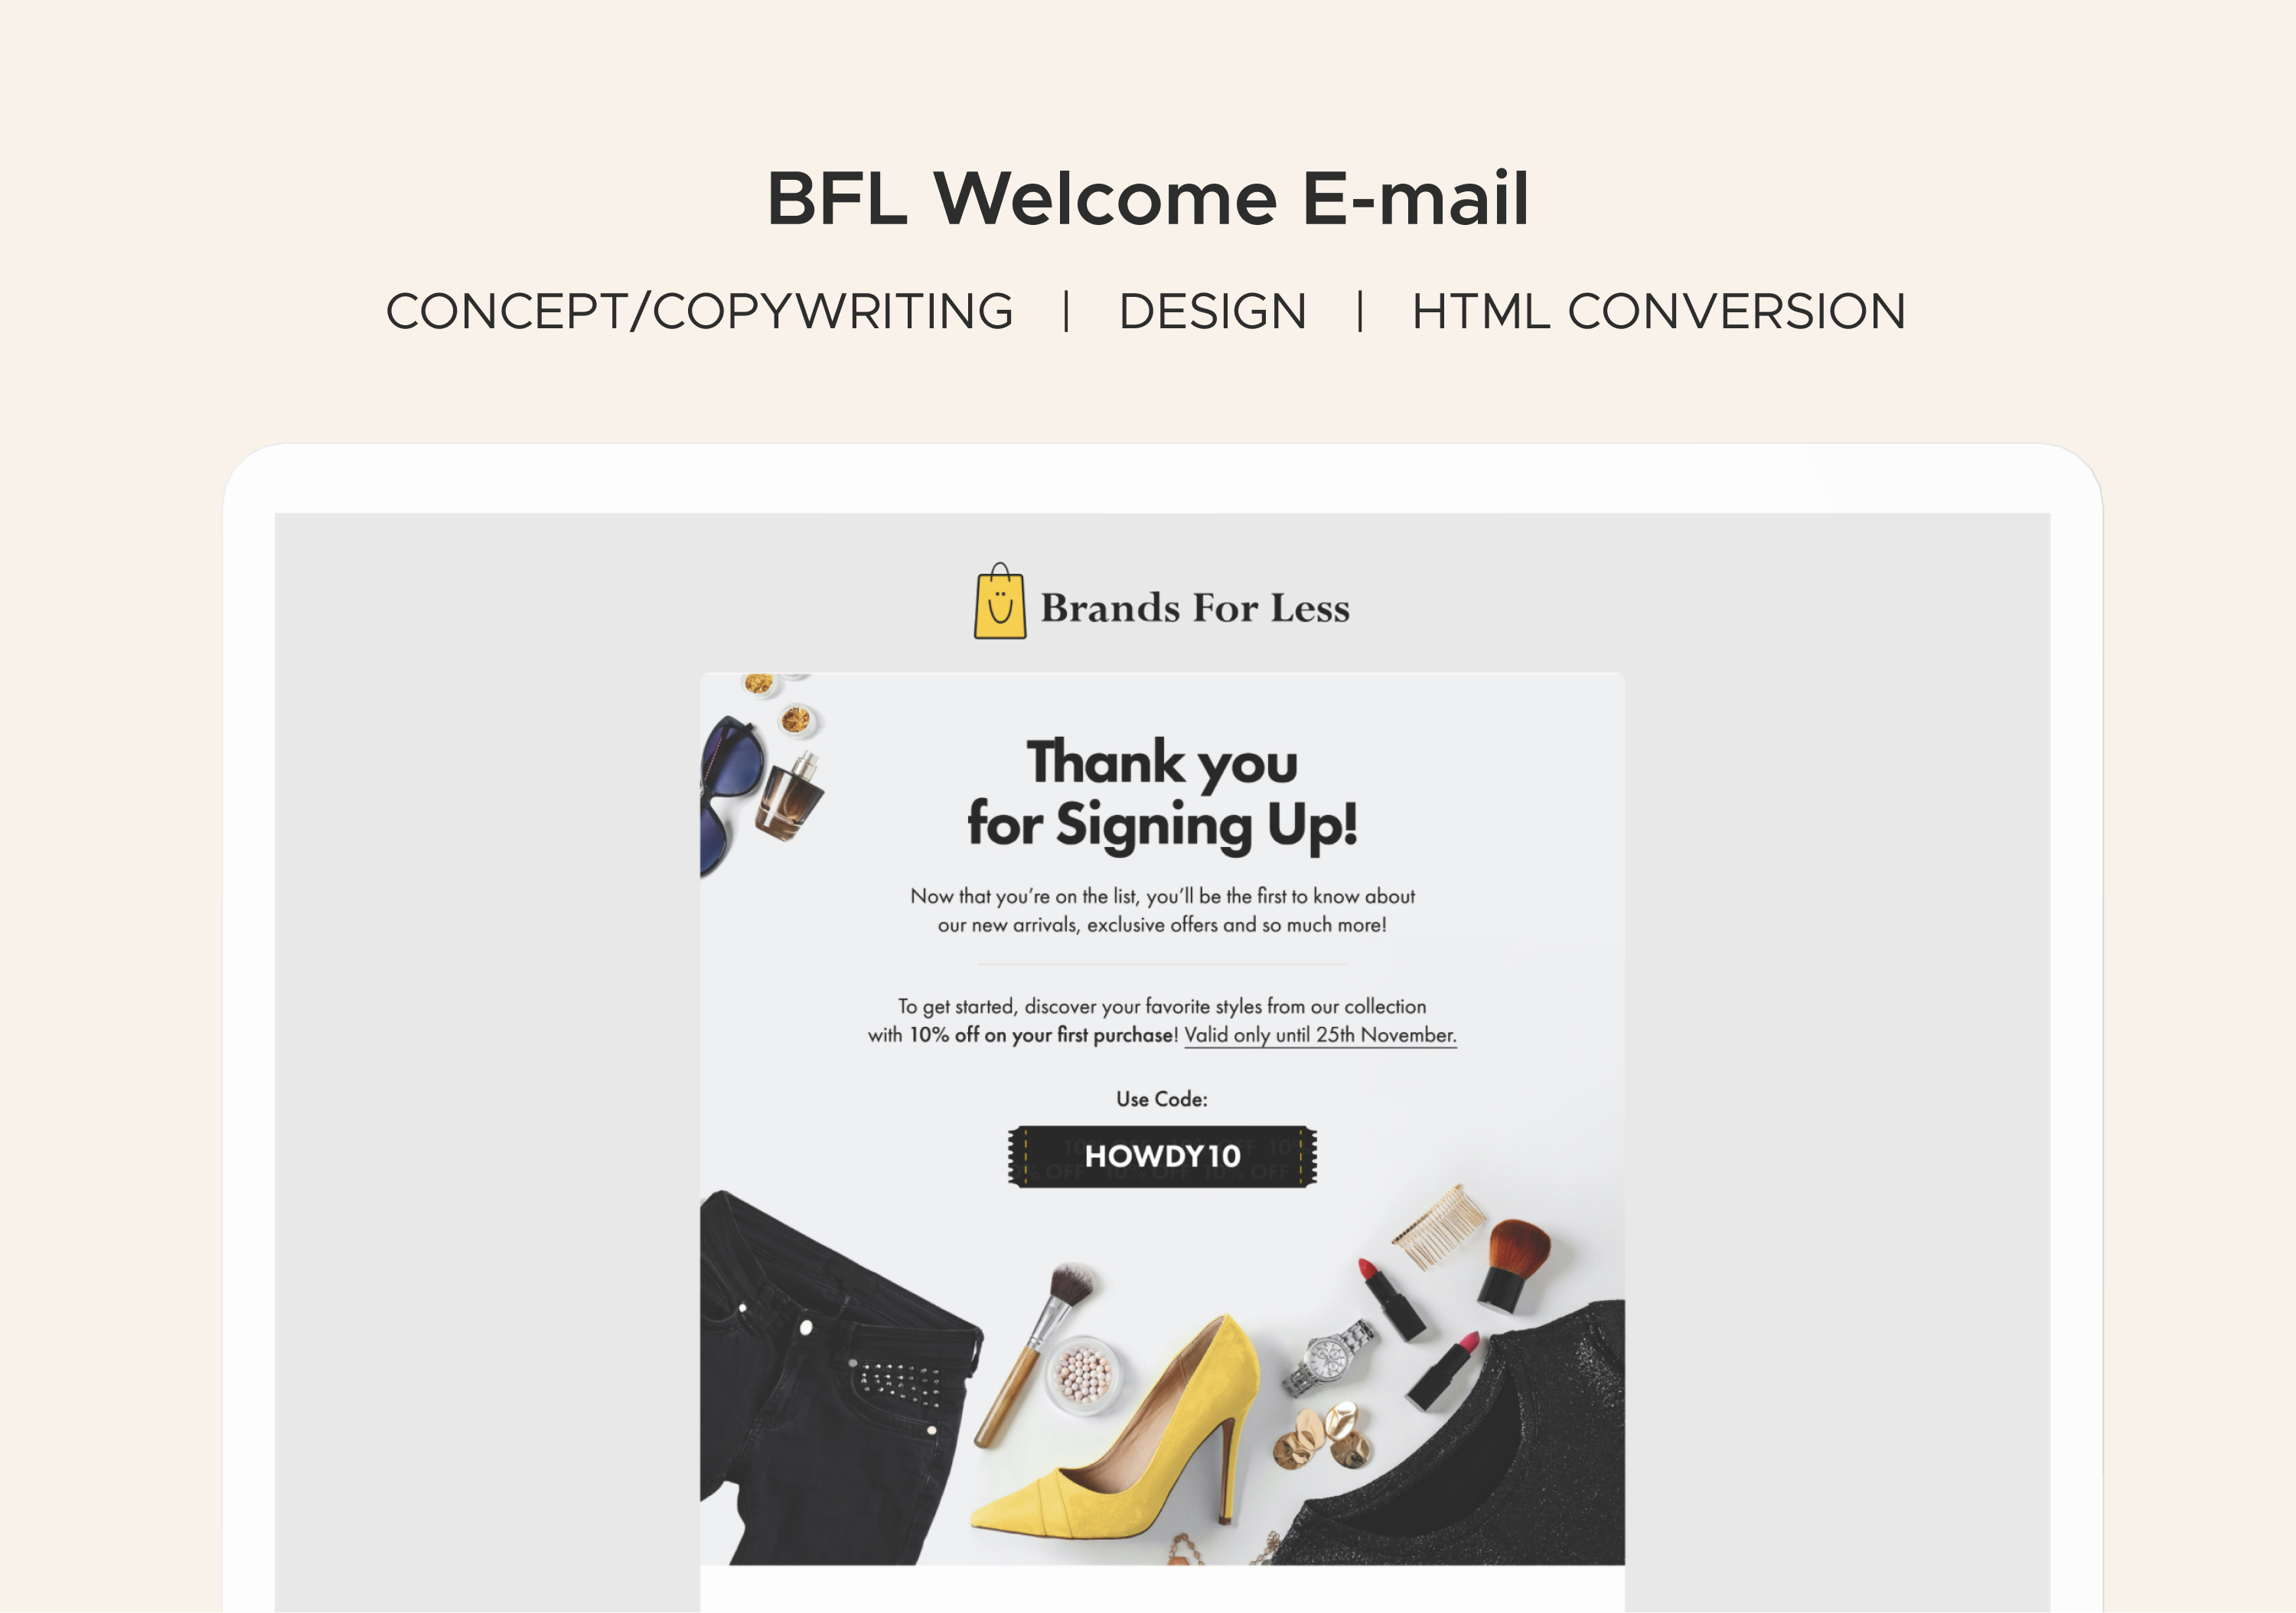 BFL Welcome E-mail
CONCEPT/COPYWRITING | DESIGN | HTML CONVERSION
Brands For Less
Thank you
for Signing Up!
Now that you're on the list, you'll be the first to know about
our new arrivals, exclusive offers and so much more!
To get started, discover your favorite styles from our collection
with 10% off on your first purchase! Valid only until 25th November.
Use Code:
HOWDY10